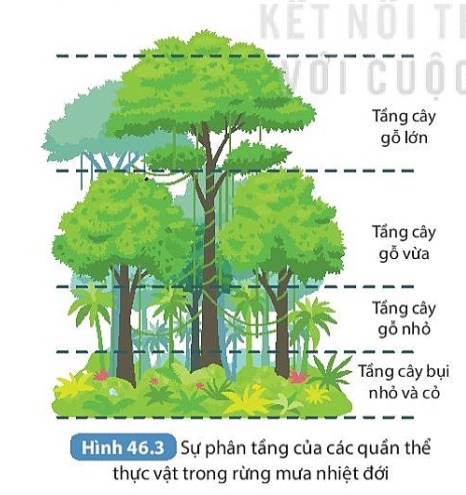 KẾT NỐI TI
VỚI CUỘC
Tầng cây
gỗ lớn
Tầng cây
gỗ vừa
Tầng cây
gỗ nhỏ
Tầng cây bụi
nhỏ và cỏ
Hình 46.3 Sự phân tầng của các quần thể
thực vật trong rừng mưa nhiệt đới